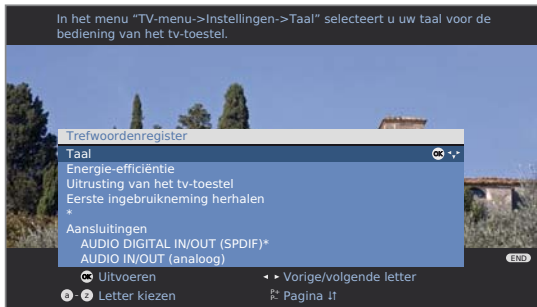 In het menu “TV-menu->Instellingen->Taal” selecteert u uw taal voor de
bediening van het tv-toestel.
Trefwoordenregister
Taal OK
Energie-efficiëntie
Uitrusting van het tv-toestel
Eerste ingebruikneming herhalen
*
Aansluitingen
AUDIO DIGITAL IN/OUT (SPDIF)*
AUDIO IN/OUT (analoog)
END
OK Uitvoeren
Vorige/volgende letter
a - z Letter kiezen
P+ P- Pagina ↓↑